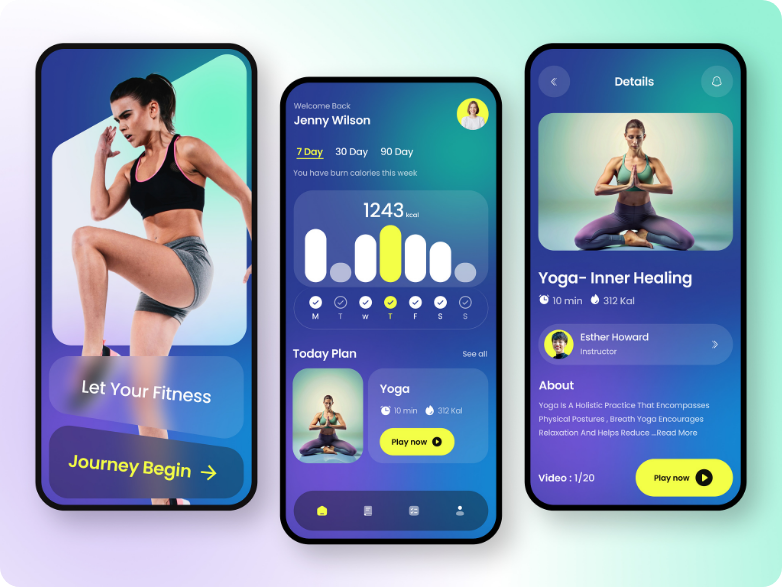 Let Your Fitness
Journey Begin
Welcome Back
Jenny Wilson
7 Day 30 Day 90 Day
You have burn calories this week
1243 kcal
M T w T F S S
Today Plan See all
Yoga
10 min 312 Kal
Play now
Details
Yoga- Inner Healing
10 min 312 Kal
Esther Howard
Instructor
About
Yoga Is A Holistic Practice That Encompasses
Physical Postures , Breath Yoga Encourages
Relaxation And Helps Reduce ...Read More
Video : 1/20 Play now